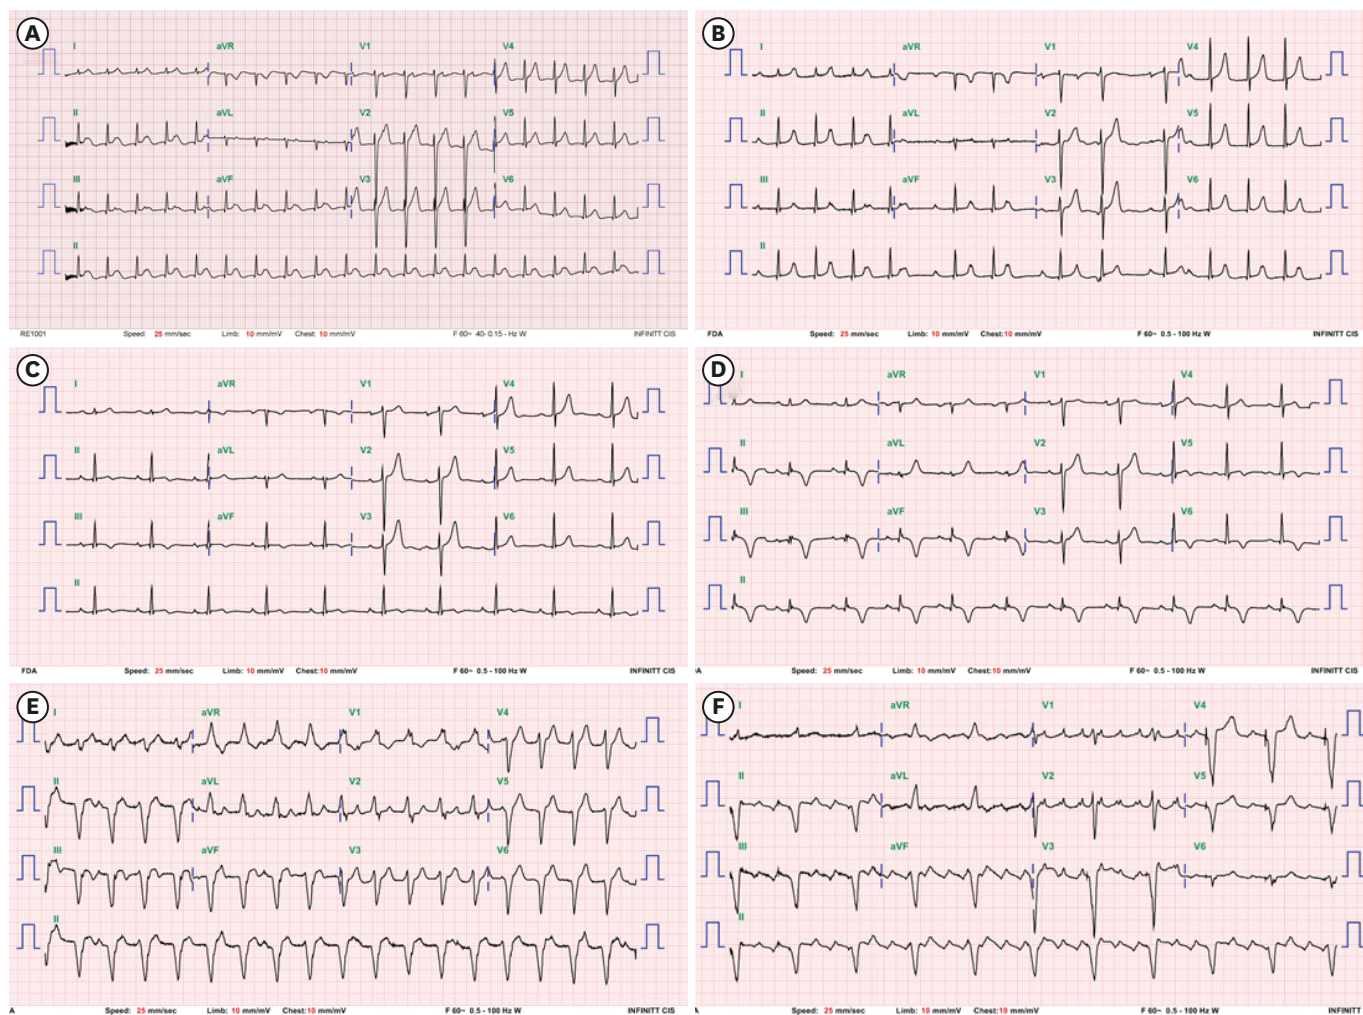 A
I aVR V1 V4
II aVL V2 V5
III aVF V3 V6
II
RE1001 Speed: 25 mm/sec Limb: 10 mm/mV Chest: 10 mm/mV F 60~ 40- 0.15 - Hz W INFINITT CIS
B
I aVR V1 V4
II aVL V2 V5
III aVF V3 V6
II
FDA Speed: 25 mm/sec Limb: 10 mm/mV Chest:10 mm/mV F 60~ 0.5 - 100 Hz W INFINITT CIS
C
I aVR V1 V4
II aVL V2 V5
III aVF V3 V6
II
FDA Speed: 25 mm/sec Limb: 10 mm/mV Chest:10 mm/mV F 60~ 0.5 - 100 Hz W INFINITT CIS
D
I aVR V1 V4
II aVL V2 V5
III aVF V3 V6
II
A Speed: 25 mm/sec Limb: 10 mm/mV Chest:10 mm/mV F 60~ 0.5 - 100 Hz W INFINITT CIS
E
I aVR V1 V4
II aVL V2 V5
III aVF V3 V6
II
A Speed: 25 mm/sec Limb: 10 mm/mV Chest:10 mm/mV F 60~ 0.5 - 100 Hz W INFINITT CIS
F
I aVR V1 V4
II aVL V2 V5
III aVF V3 V6
II
A Speed: 25 mm/sec Limb: 10 mm/mV Chest:10 mm/mV F 60~ 0.5 - 100 Hz W INFINITT